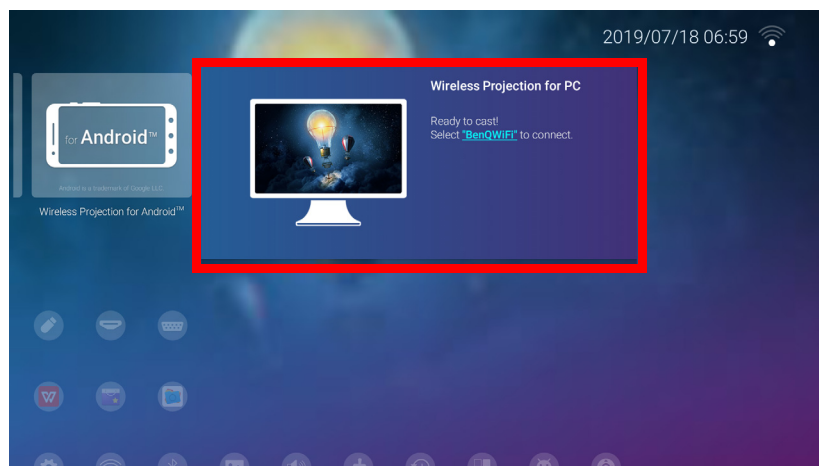 2019/07/18 06:59
for Android™
Android is a trademark of Google LLC.
Wireless Projection for Android™
Wireless Projection for PC
Ready to cast!
Select "BenQWiFi" to connect.
W